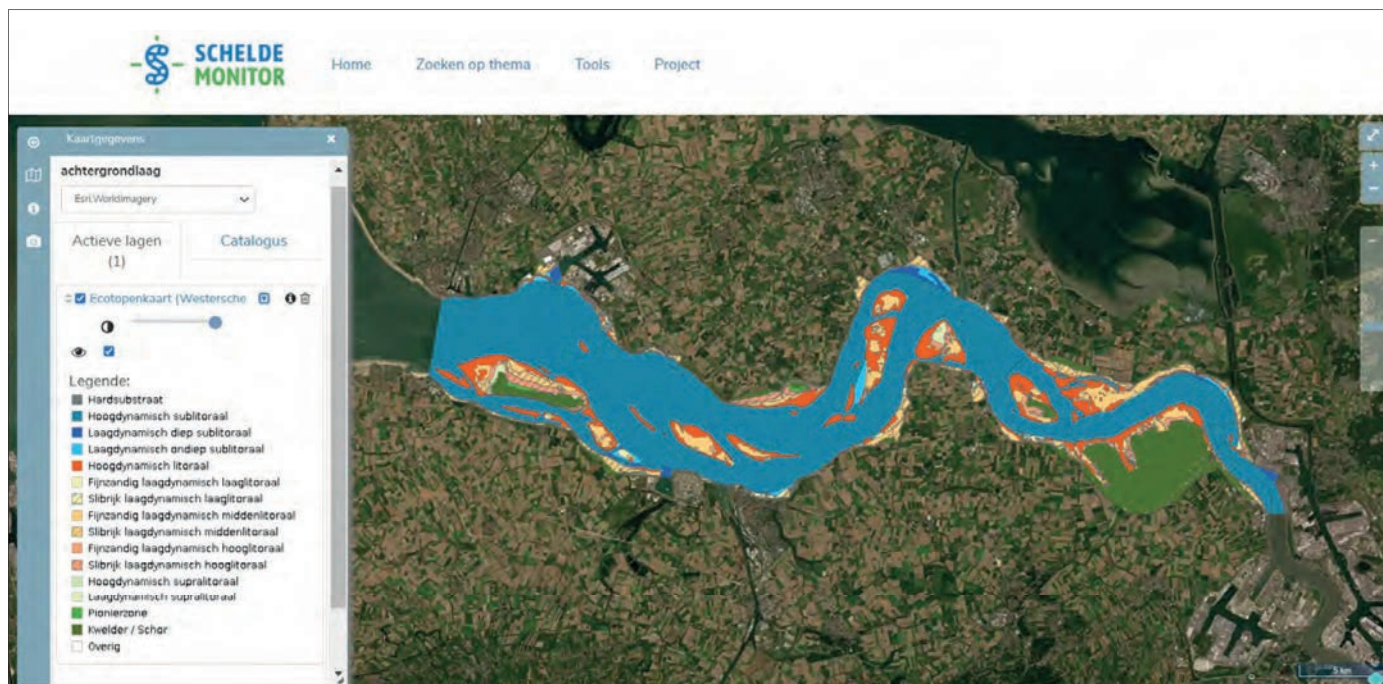 SCHELDE
MONITOR
Home
Zoeken op thema
Tools
Project
Kaartgegevens
achtergrondlaag
Esri.WorldImagery
Actieve lagen
(1)
Catalogus
Ecotopenkaart (Westersche
Legende:
Hardsubstraat
Hoogdynamisch sublitoraal
Laagdynamisch diep sublitoraal
Laagdynamisch ondiep sublitoraal
Hoogdynamisch litoraal
Fijnzandig laagdynamisch laaglitoraal
Slibrijk laagdynamisch laaglitoraal
Fijnzandig laagdynamisch middenlitoraal
Slibrijk laagdynamisch middenlitoraal
Fijnzandig laagdynamisch hooglitoraal
Slibrijk laagdynamisch hooglitoraal
Hoogdynamisch supralitoraal
Laagdynamisch supralitoraal
Pionierzone
Kwelder / Schor
Overig
5 km